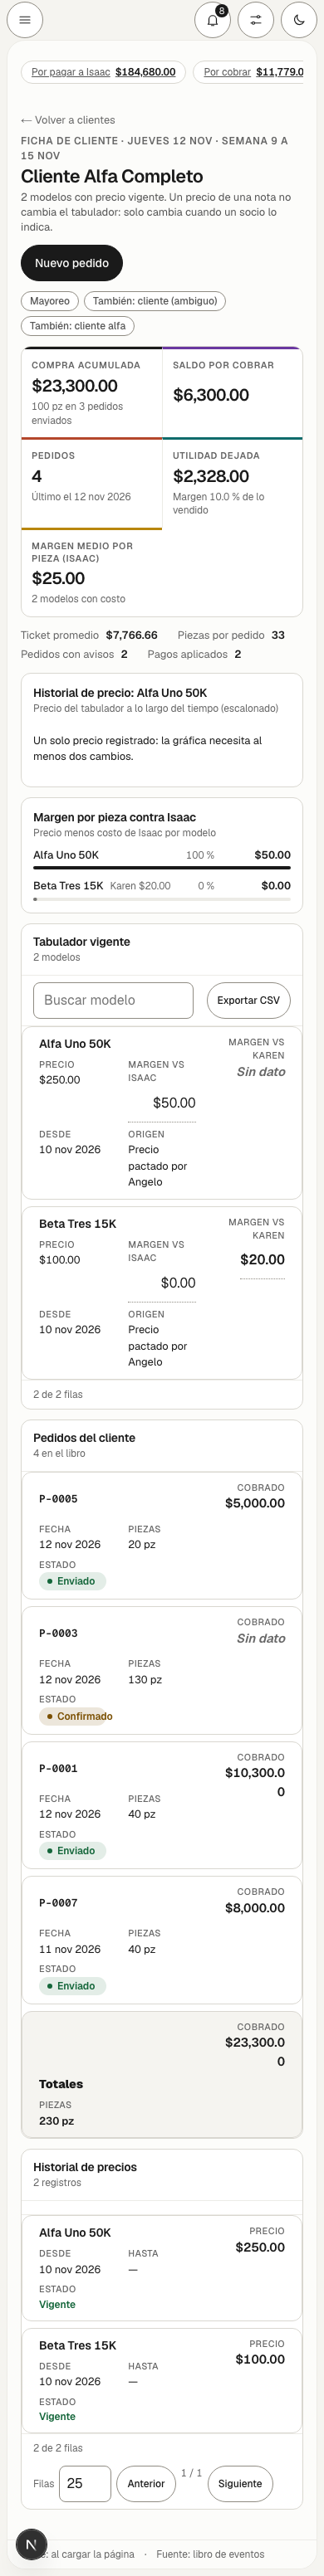 8
Por pagar a Isaac $184,680.00 Por cobrar $11,779.0
← Volver a clientes
FICHA DE CLIENTE · JUEVES 12 NOV · SEMANA 9 A
15 NOV
Cliente Alfa Completo
2 modelos con precio vigente. Un precio de una nota no
cambia el tabulador: solo cambia cuando un socio lo
indica.
Nuevo pedido
Mayoreo También: cliente (ambiguo)
También: cliente alfa
COMPRA ACUMULADA
$23,300.00
100 pz en 3 pedidos
enviados
SALDO POR COBRAR
$6,300.00
PEDIDOS
4
Último el 12 nov 2026
UTILIDAD DEJADA
$2,328.00
Margen 10.0 % de lo
vendido
MARGEN MEDIO POR
PIEZA (ISAAC)
$25.00
2 modelos con costo
Ticket promedio $7,766.66 Piezas por pedido 33
Pedidos con avisos 2 Pagos aplicados 2
Historial de precio: Alfa Uno 50K
Precio del tabulador a lo largo del tiempo (escalonado)
Un solo precio registrado: la gráfica necesita al
menos dos cambios.
Margen por pieza contra Isaac
Precio menos costo de Isaac por modelo
Alfa Uno 50K 100 % $50.00
Beta Tres 15K Karen $20.00 0 % $0.00
Tabulador vigente
2 modelos
Buscar modelo Exportar CSV
Alfa Uno 50K
PRECIO
$250.00
MARGEN VS
ISAAC
$50.00
MARGEN VS
KAREN
Sin dato
DESDE
10 nov 2026
ORIGEN
Precio
pactado por
Angelo
Beta Tres 15K
PRECIO
$100.00
MARGEN VS
ISAAC
$0.00
MARGEN VS
KAREN
$20.00
DESDE
10 nov 2026
ORIGEN
Precio
pactado por
Angelo
2 de 2 filas
Pedidos del cliente
4 en el libro
P-0005
COBRADO
$5,000.00
FECHA
12 nov 2026
PIEZAS
20 pz
ESTADO
Enviado
P-0003
COBRADO
Sin dato
FECHA
12 nov 2026
PIEZAS
130 pz
ESTADO
Confirmado
P-0001
COBRADO
$10,300.0
0
FECHA
12 nov 2026
PIEZAS
40 pz
ESTADO
Enviado
P-0007
COBRADO
$8,000.00
FECHA
11 nov 2026
PIEZAS
40 pz
ESTADO
Enviado
COBRADO
$23,300.0
0
Totales
PIEZAS
230 pz
Historial de precios
2 registros
Alfa Uno 50K
PRECIO
$250.00
DESDE
10 nov 2026
HASTA
—
ESTADO
Vigente
Beta Tres 15K
PRECIO
$100.00
DESDE
10 nov 2026
HASTA
—
ESTADO
Vigente
2 de 2 filas
Filas 25 Anterior 1 / 1 Siguiente
N
al cargar la página · Fuente: libro de eventos